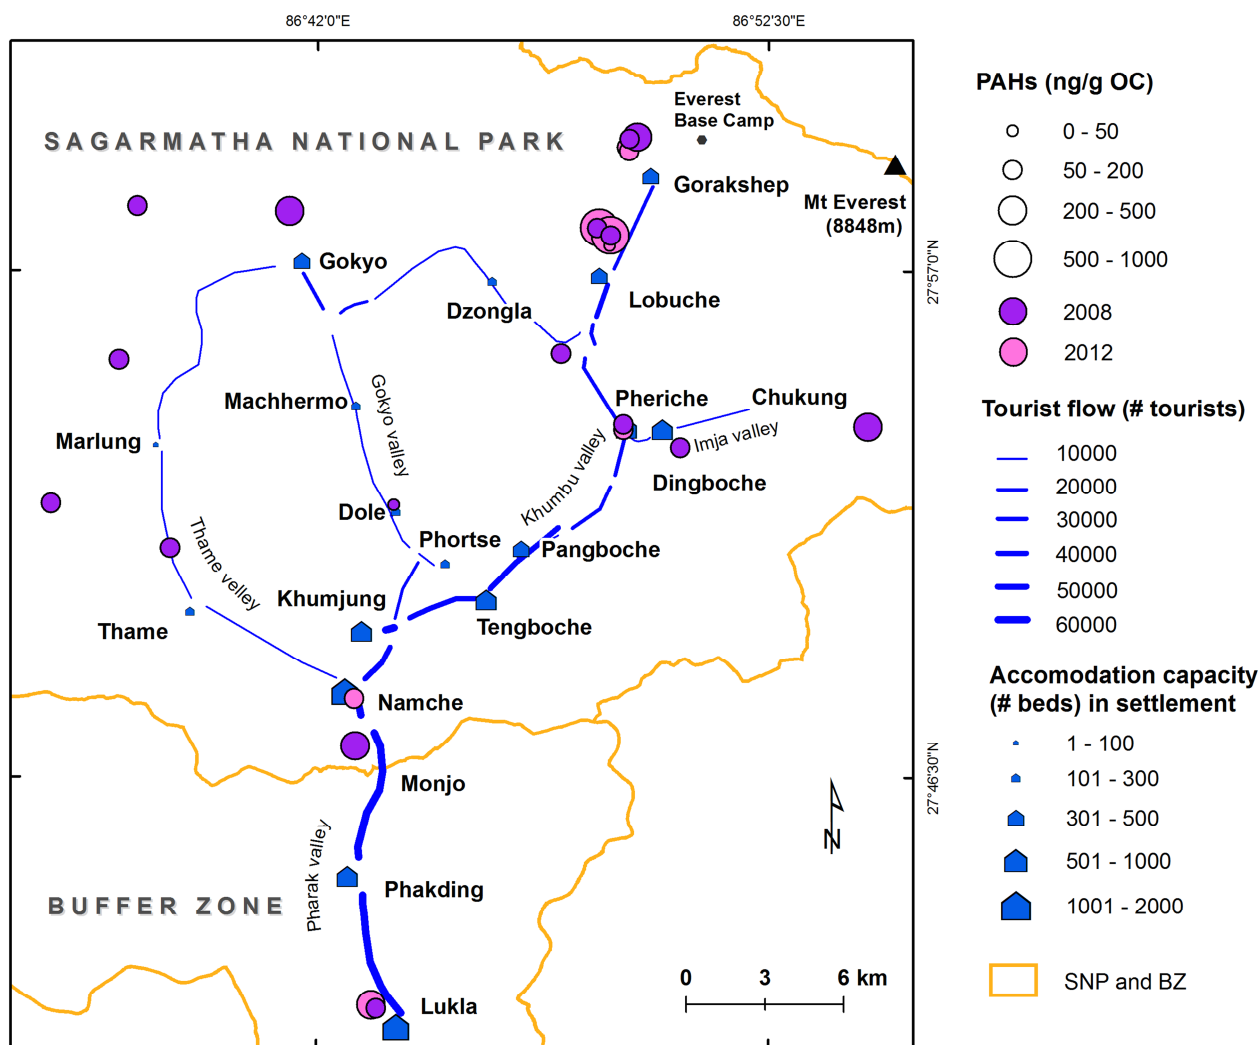 86°42'0"E
86°52'30"E
SAGARMATHA NATIONAL PARK
Everest
Base Camp
Gorakshep
Mt Everest
(8848m)
27°57'0"N
Gokyo
Dzongla
Lobuche
Machhermo
Gokyo valley
Pheriche
Chukung
Imja valley
Marlung
Dingboche
Khumbu valley
Dole
Phortse
Pangboche
Thame velley
Khumjung
Tengboche
Thame
Namche
Monjo
27°46'30"N
N
Pharak valley
Phakding
BUFFER ZONE
Lukla
0 3 6 km
PAHs (ng/g OC)
0 - 50
50 - 200
200 - 500
500 - 1000
2008
2012
Tourist flow (# tourists)
10000
20000
30000
40000
50000
60000
Accomodation capacity
(# beds) in settlement
1 - 100
101 - 300
301 - 500
501 - 1000
1001 - 2000
SNP and BZ